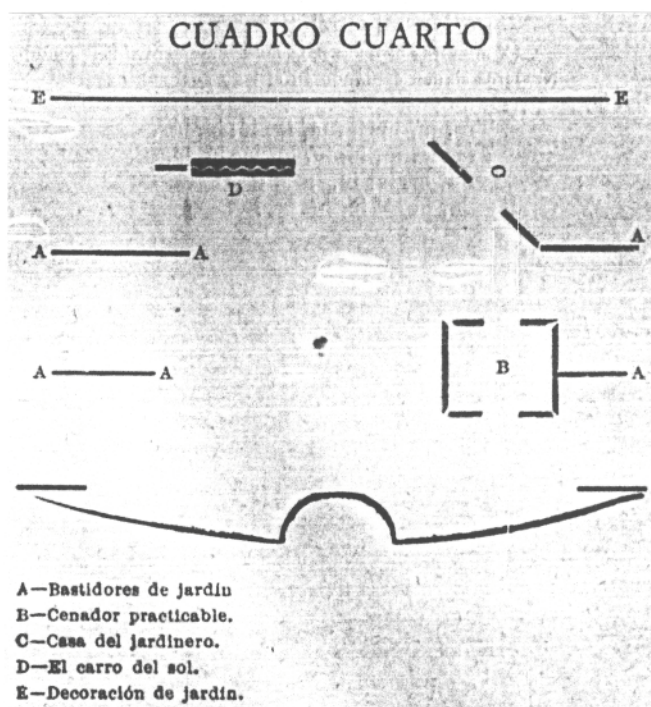 CUADRO CUARTO
E E
D
C
A A A
B
A A A
A—Bastidores de jardín
B—Cenador practicable.
C—Casa del jardinero.
D—El carro del sol.
E—Decoración de jardín.